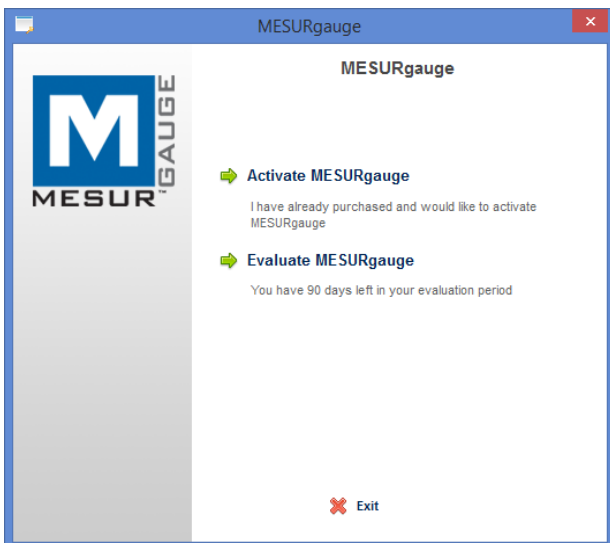 MESURgauge
MESURgauge
M
MESUR™
GAUGE
Activate MESURgauge
I have already purchased and would like to activate
MESURgauge
Evaluate MESURgauge
You have 90 days left in your evaluation period
Exit